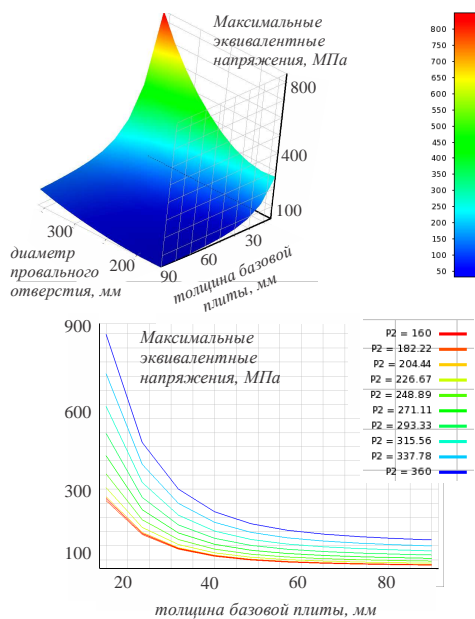 Максимальные
эквивалентные
напряжения, МПа
800
400
100
300
200
90
60
30
диаметр
провального
отверстия, мм
толщина базовой
плиты, мм
800
750
700
650
600
550
500
450
400
350
300
250
200
150
100
50
900
600
300
100
Максимальные
эквивалентные
напряжения, МПа
P2 = 160
P2 = 182.22
P2 = 204.44
P2 = 226.67
P2 = 248.89
P2 = 271.11
P2 = 293.33
P2 = 315.56
P2 = 337.78
P2 = 360
20 40 60 80
толщина базовой плиты, мм